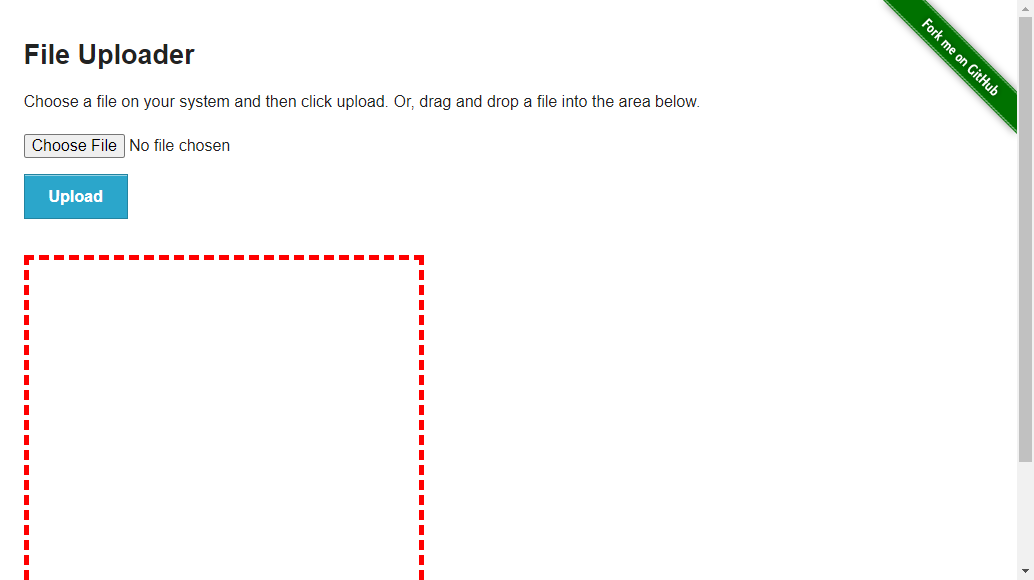 File Uploader
Choose a file on your system and then click upload. Or, drag and drop a file into the area below.
Choose File No file chosen
Upload
Fork me on GitHub